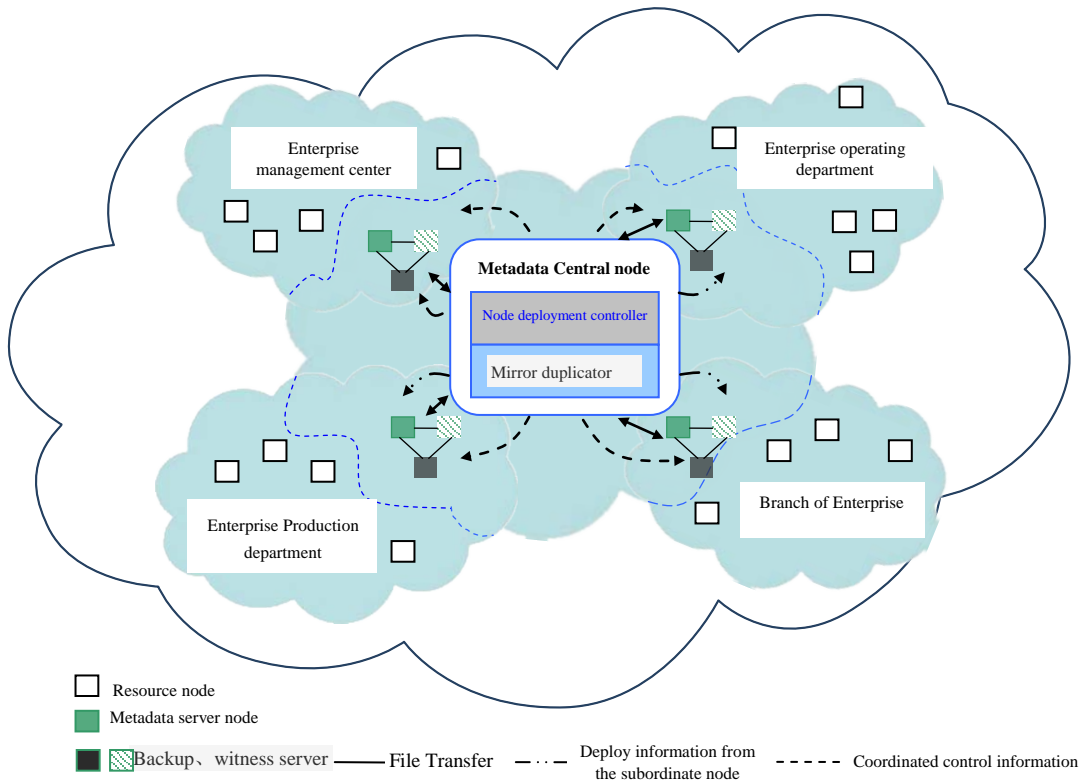 Enterprise
management center
Enterprise operating
department
Metadata Central node
Node deployment controller
Mirror duplicator
Enterprise Production
department
Branch of Enterprise
Resource node
Metadata server node
Backup、witness server
File Transfer
Deploy information from
the subordinate node
Coordinated control information